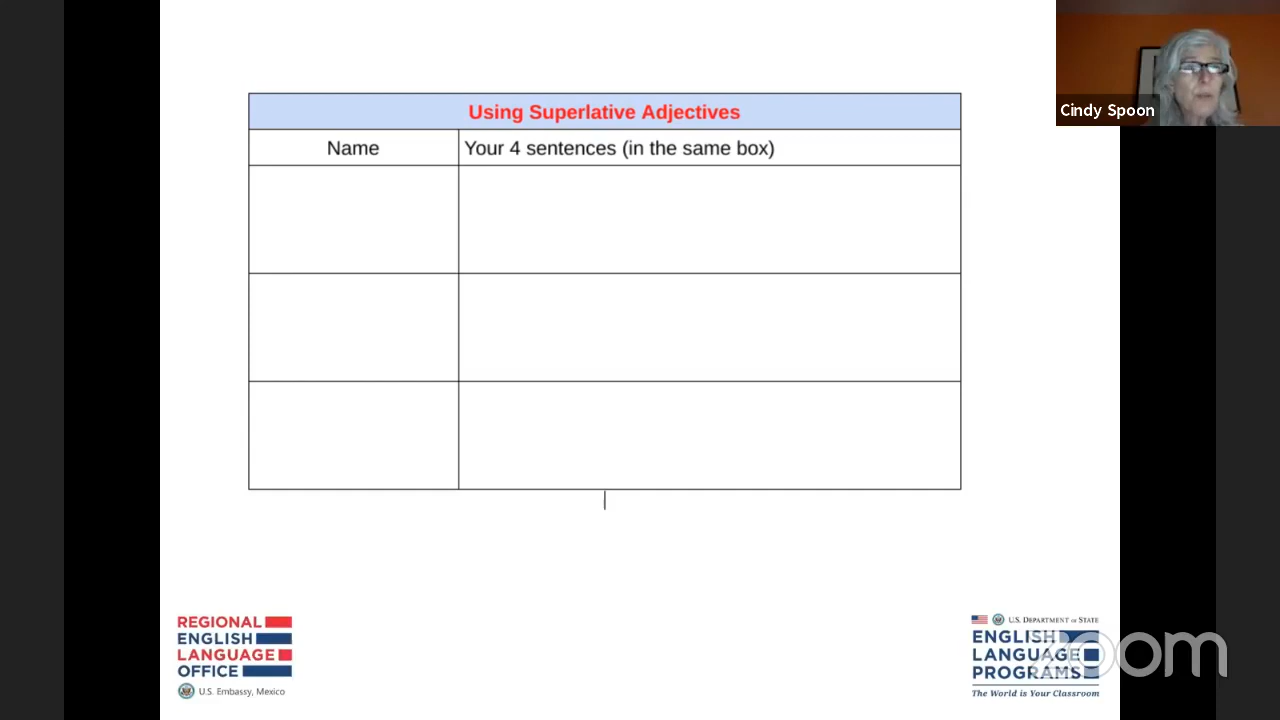 Using Superlative Adjectives
Name
Your 4 sentences (in the same box)
Cindy Spoon
REGIONAL
ENGLISH
LANGUAGE
OFFICE
U.S. Embassy, Mexico
U.S. DEPARTMENT OF STATE
ENGLISH
LANGUAGE
PROGRAMS
The World is Your Classroom
zoom